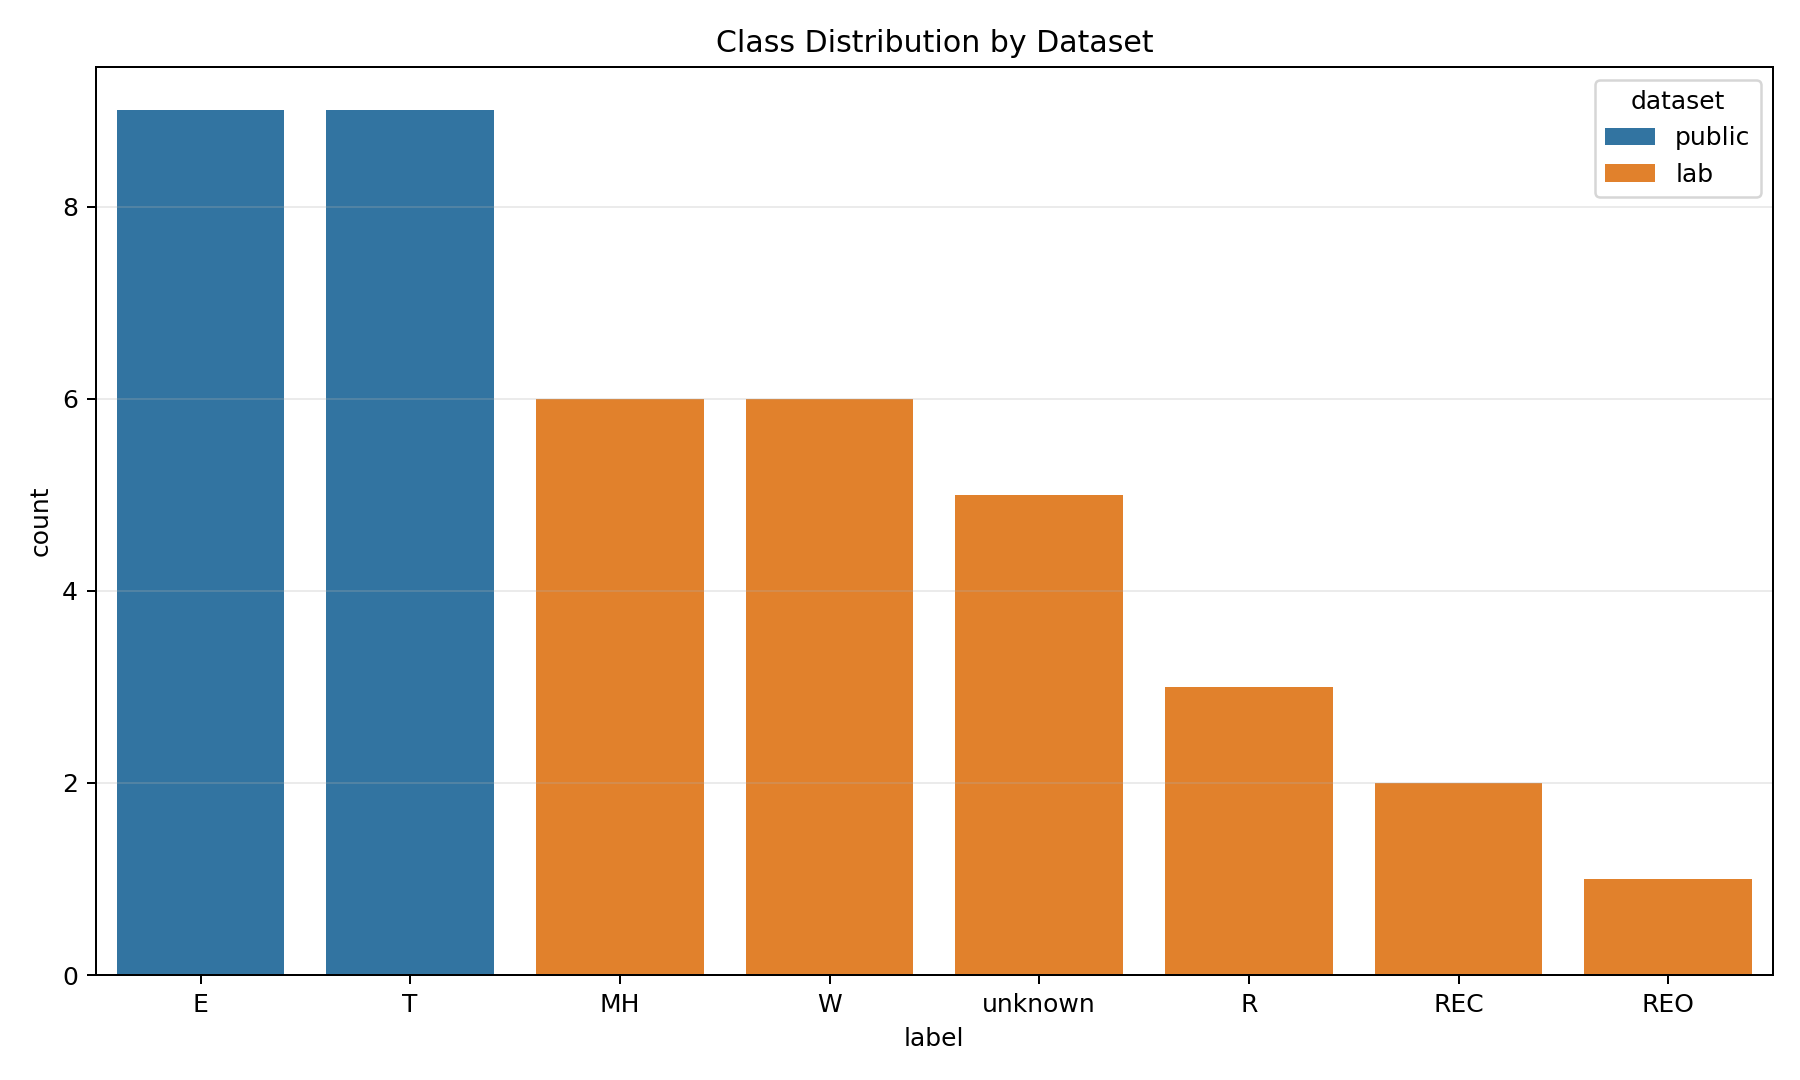 Class Distribution by Dataset
dataset
public
lab
count
8
6
4
2
0
E T MH W unknown R REC REO
label